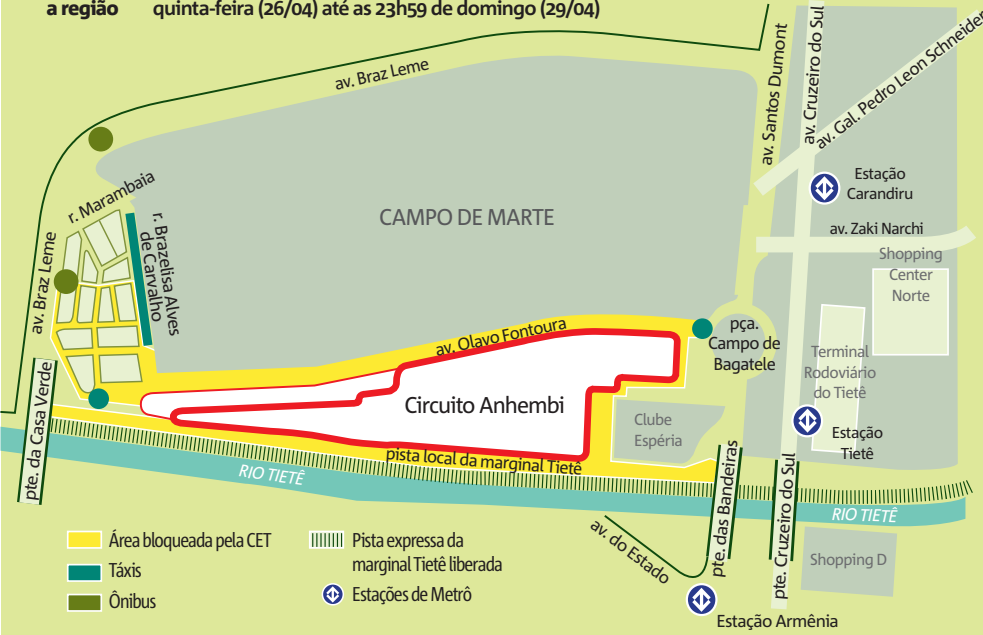 a região quinta-feira (26/04) até as 23h59 de domingo (29/04)
av. Braz Leme
av. Santos Dumont
av. Cruzeiro do Sul
av. Gal. Pedro Leon Schneider
Estação
Carandiru
r. Marambaia
CAMPO DE MARTE
av. Zaki Narchi
r. Brazelisa Alves
de Carvalho
Shopping
Center
Norte
av. Braz Leme
av. Olavo Fontoura
pça.
Campo de
Bagatele
Terminal
Rodoviário
do Tietê
Circuito Anhembi
Clube
Espéria
Estação
Tietê
pte. da Casa Verde
pista local da marginal Tietê
RIO TIETÊ
pte. das Bandeiras
pte. Cruzeiro do Sul
RIO TIETÊ
av. do Estado
Área bloqueada pela CET
Táxis
Ônibus
Pista expressa da
marginal Tietê liberada
Estações de Metrô
Shopping D
Estação Armênia